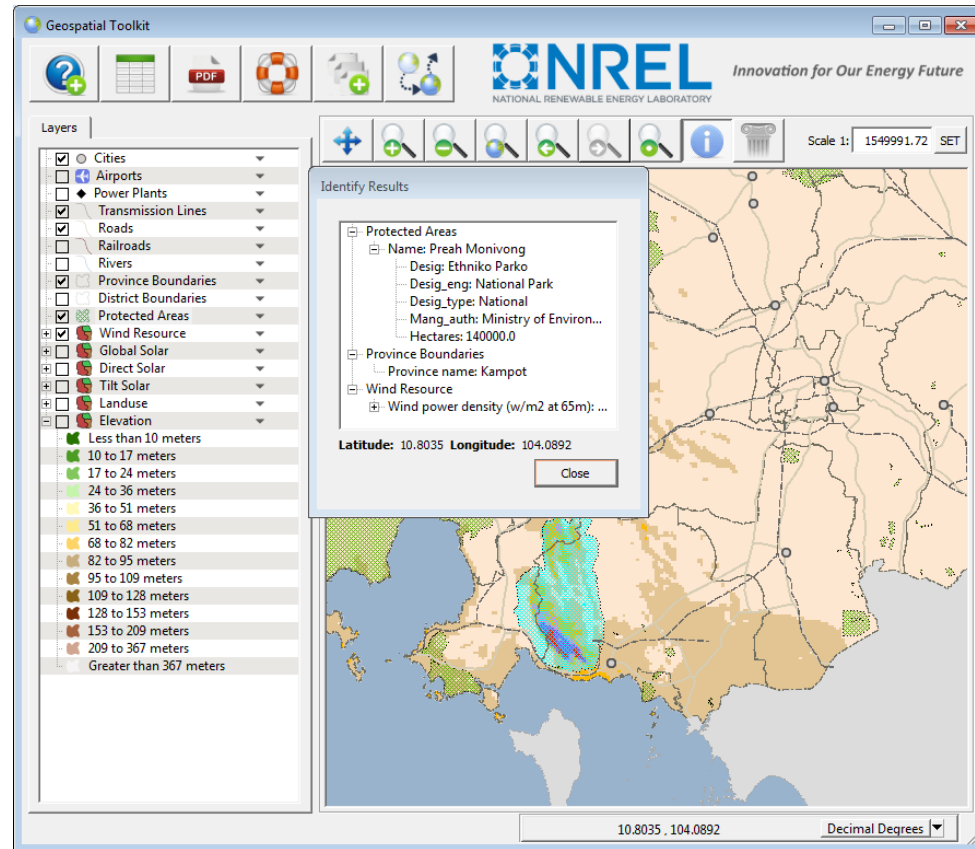 Geospatial Toolkit
PDF
NREL
NATIONAL RENEWABLE ENERGY LABORATORY
Innovation for Our Energy Future
Layers
Scale 1: 1549991.72 SET
Cities
Airports
Power Plants
Transmission Lines
Roads
Railroads
Rivers
Province Boundaries
District Boundaries
Protected Areas
Wind Resource
Global Solar
Direct Solar
Tilt Solar
Landuse
Elevation
Less than 10 meters
10 to 17 meters
17 to 24 meters
24 to 36 meters
36 to 51 meters
51 to 68 meters
68 to 82 meters
82 to 95 meters
95 to 109 meters
109 to 128 meters
128 to 153 meters
153 to 209 meters
209 to 367 meters
Greater than 367 meters
Identify Results
Protected Areas
Name: Preah Monivong
Desig: Ethniko Parko
Desig_eng: National Park
Desig_type: National
Mang_auth: Ministry of Environ...
Hectares: 140000.0
Province Boundaries
Province name: Kampot
Wind Resource
Wind power density (w/m2 at 65m): ...
Latitude: 10.8035 Longitude: 104.0892
Close
10.8035 , 104.0892
Decimal Degrees